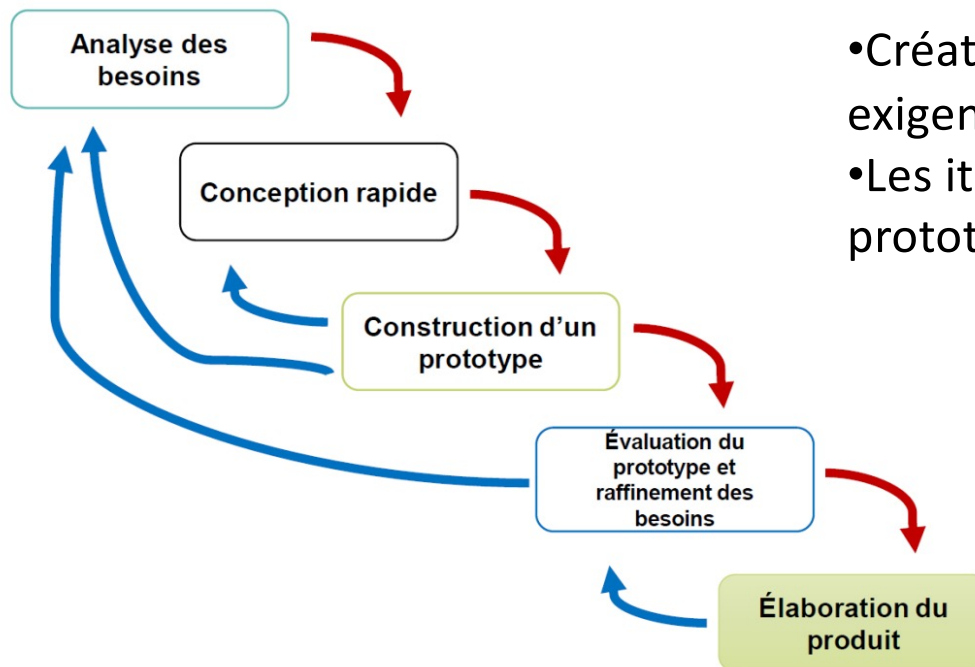 Analyse des
besoins
Conception rapide
Construction d’un
prototype
Évaluation du
prototype et
raffinement des
besoins
Élaboration du
produit
•Créat
exigen
•Les it
protot